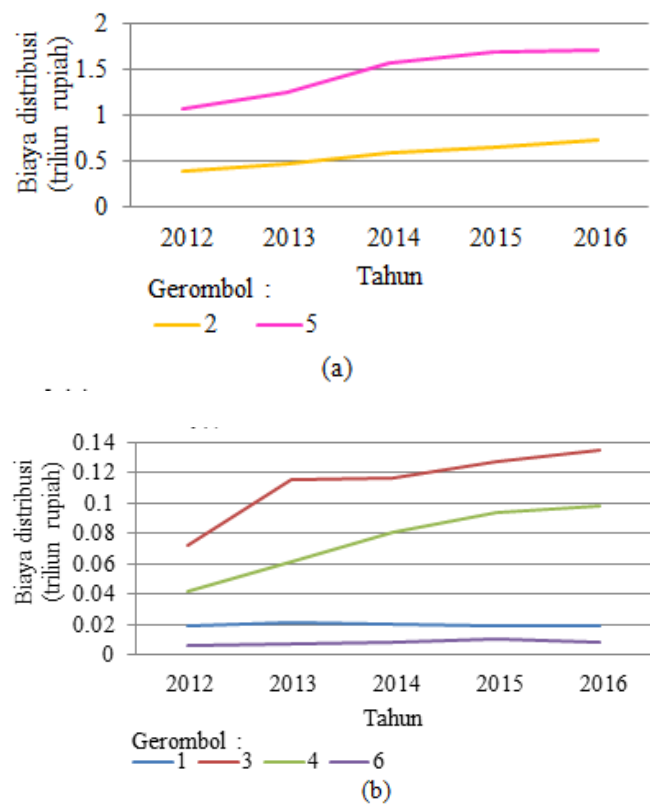 Biaya distribusi
(triliun rupiah)
2
1.5
1
0.5
0
2012 2013 2014 2015 2016
Tahun
Gerombol :
2 5
(a)
Biaya distribusi
(triliun rupiah)
0.14
0.12
0.1
0.08
0.06
0.04
0.02
0
2012 2013 2014 2015 2016
Tahun
Gerombol :
1 3 4 6
(b)